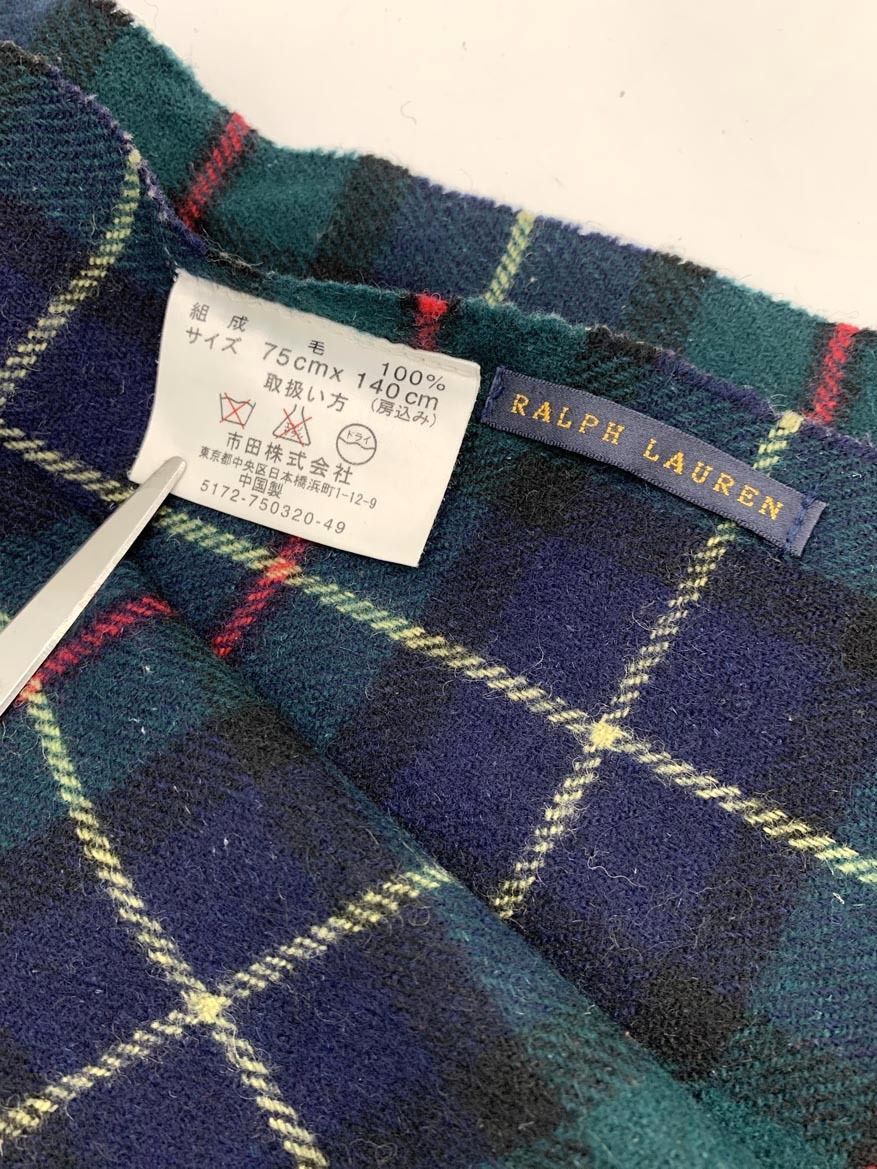 組成 毛 100%
サイズ 75cm x 140cm
取扱い方 (房込み)
ドライ
市田株式会社
東京都中央区日本橋浜町1-12-9
中国製
5172-750320-49
RALPH LAUREN